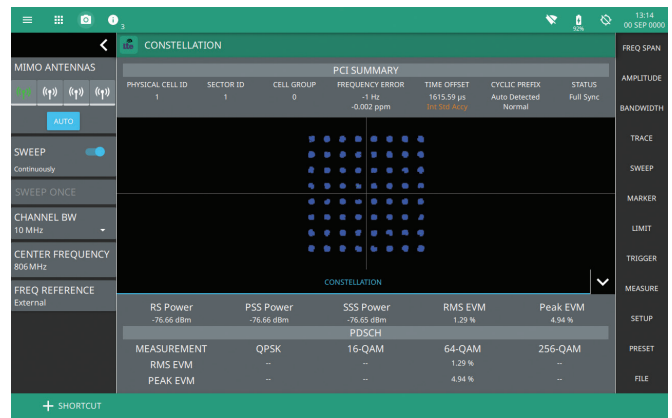 3
92%
13:14
00 SEP 0000
lte
CONSTELLATION
MIMO ANTENNAS
AUTO
SWEEP
Continuously
SWEEP ONCE
CHANNEL BW
10 MHz
CENTER FREQUENCY
806 MHz
FREQ REFERENCE
External
PCI SUMMARY
PHYSICAL CELL ID SECTOR ID CELL GROUP FREQUENCY ERROR TIME OFFSET CYCLIC PREFIX STATUS
1 1 0 -1 Hz 1615.59 µs Auto Detected Full Sync
-0.002 ppm Int Std Accy Normal
CONSTELLATION
RS Power PSS Power SSS Power RMS EVM Peak EVM
-76.66 dBm -76.66 dBm -76.65 dBm 1.29 % 4.94 %
PDSCH
MEASUREMENT QPSK 16-QAM 64-QAM 256-QAM
RMS EVM -- -- 1.29 % --
PEAK EVM -- -- 4.94 % --
FREQ SPAN
AMPLITUDE
BANDWIDTH
TRACE
SWEEP
MARKER
LIMIT
TRIGGER
MEASURE
SETUP
PRESET
FILE
+ SHORTCUT